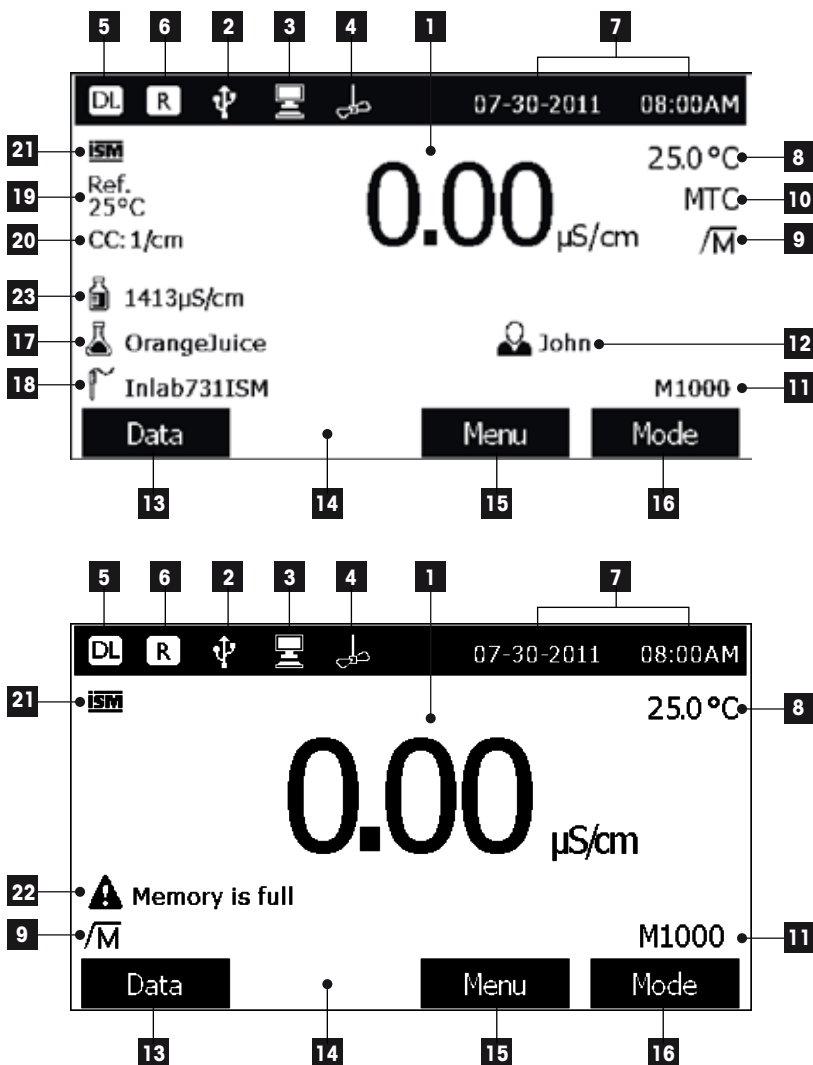 5 6 2 3 4 1 7
DL R 07-30-2011 08:00AM
21 ISM 25.0 °C 8
19 Ref. 25°C MTC 10
0.00 µS/cm
20 CC: 1/cm √M 9
23 1413µS/cm
17 OrangeJuice John 12
18 Inlab731ISM M1000 11
Data Menu Mode
13 14 15 16
5 6 2 3 4 1 7
DL R 07-30-2011 08:00AM
21 ISM 25.0 °C 8
0.00 µS/cm
22 Memory is full
9 √M M1000 11
Data Menu Mode
13 14 15 16